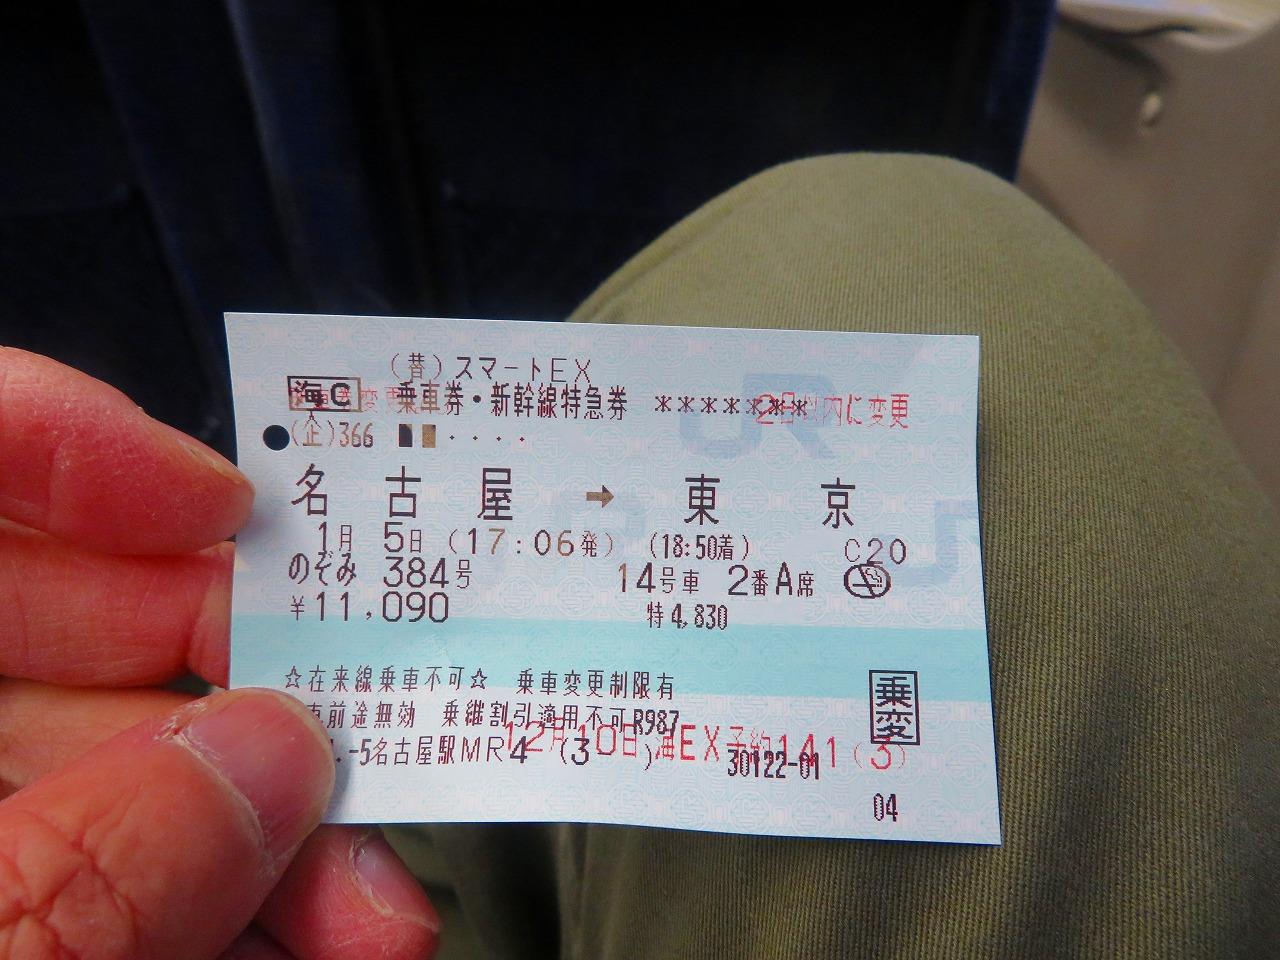 (替)スマートEX
海C 乗車券・新幹線特急券 ******* 2日以内に変更
(企)366
名古屋 ➡ 東京
1月 5日 (17:06発) (18:50着) C20
のぞみ 384号 14号車 2番A席
¥11,090 特4,830
☆在来線乗車不可☆ 乗車変更制限有 乗変
前途無効 乗継割引適用不可R987
12月10日 海EX予約141(3)
-5名古屋駅MR4 (3 ) 30122-01
04